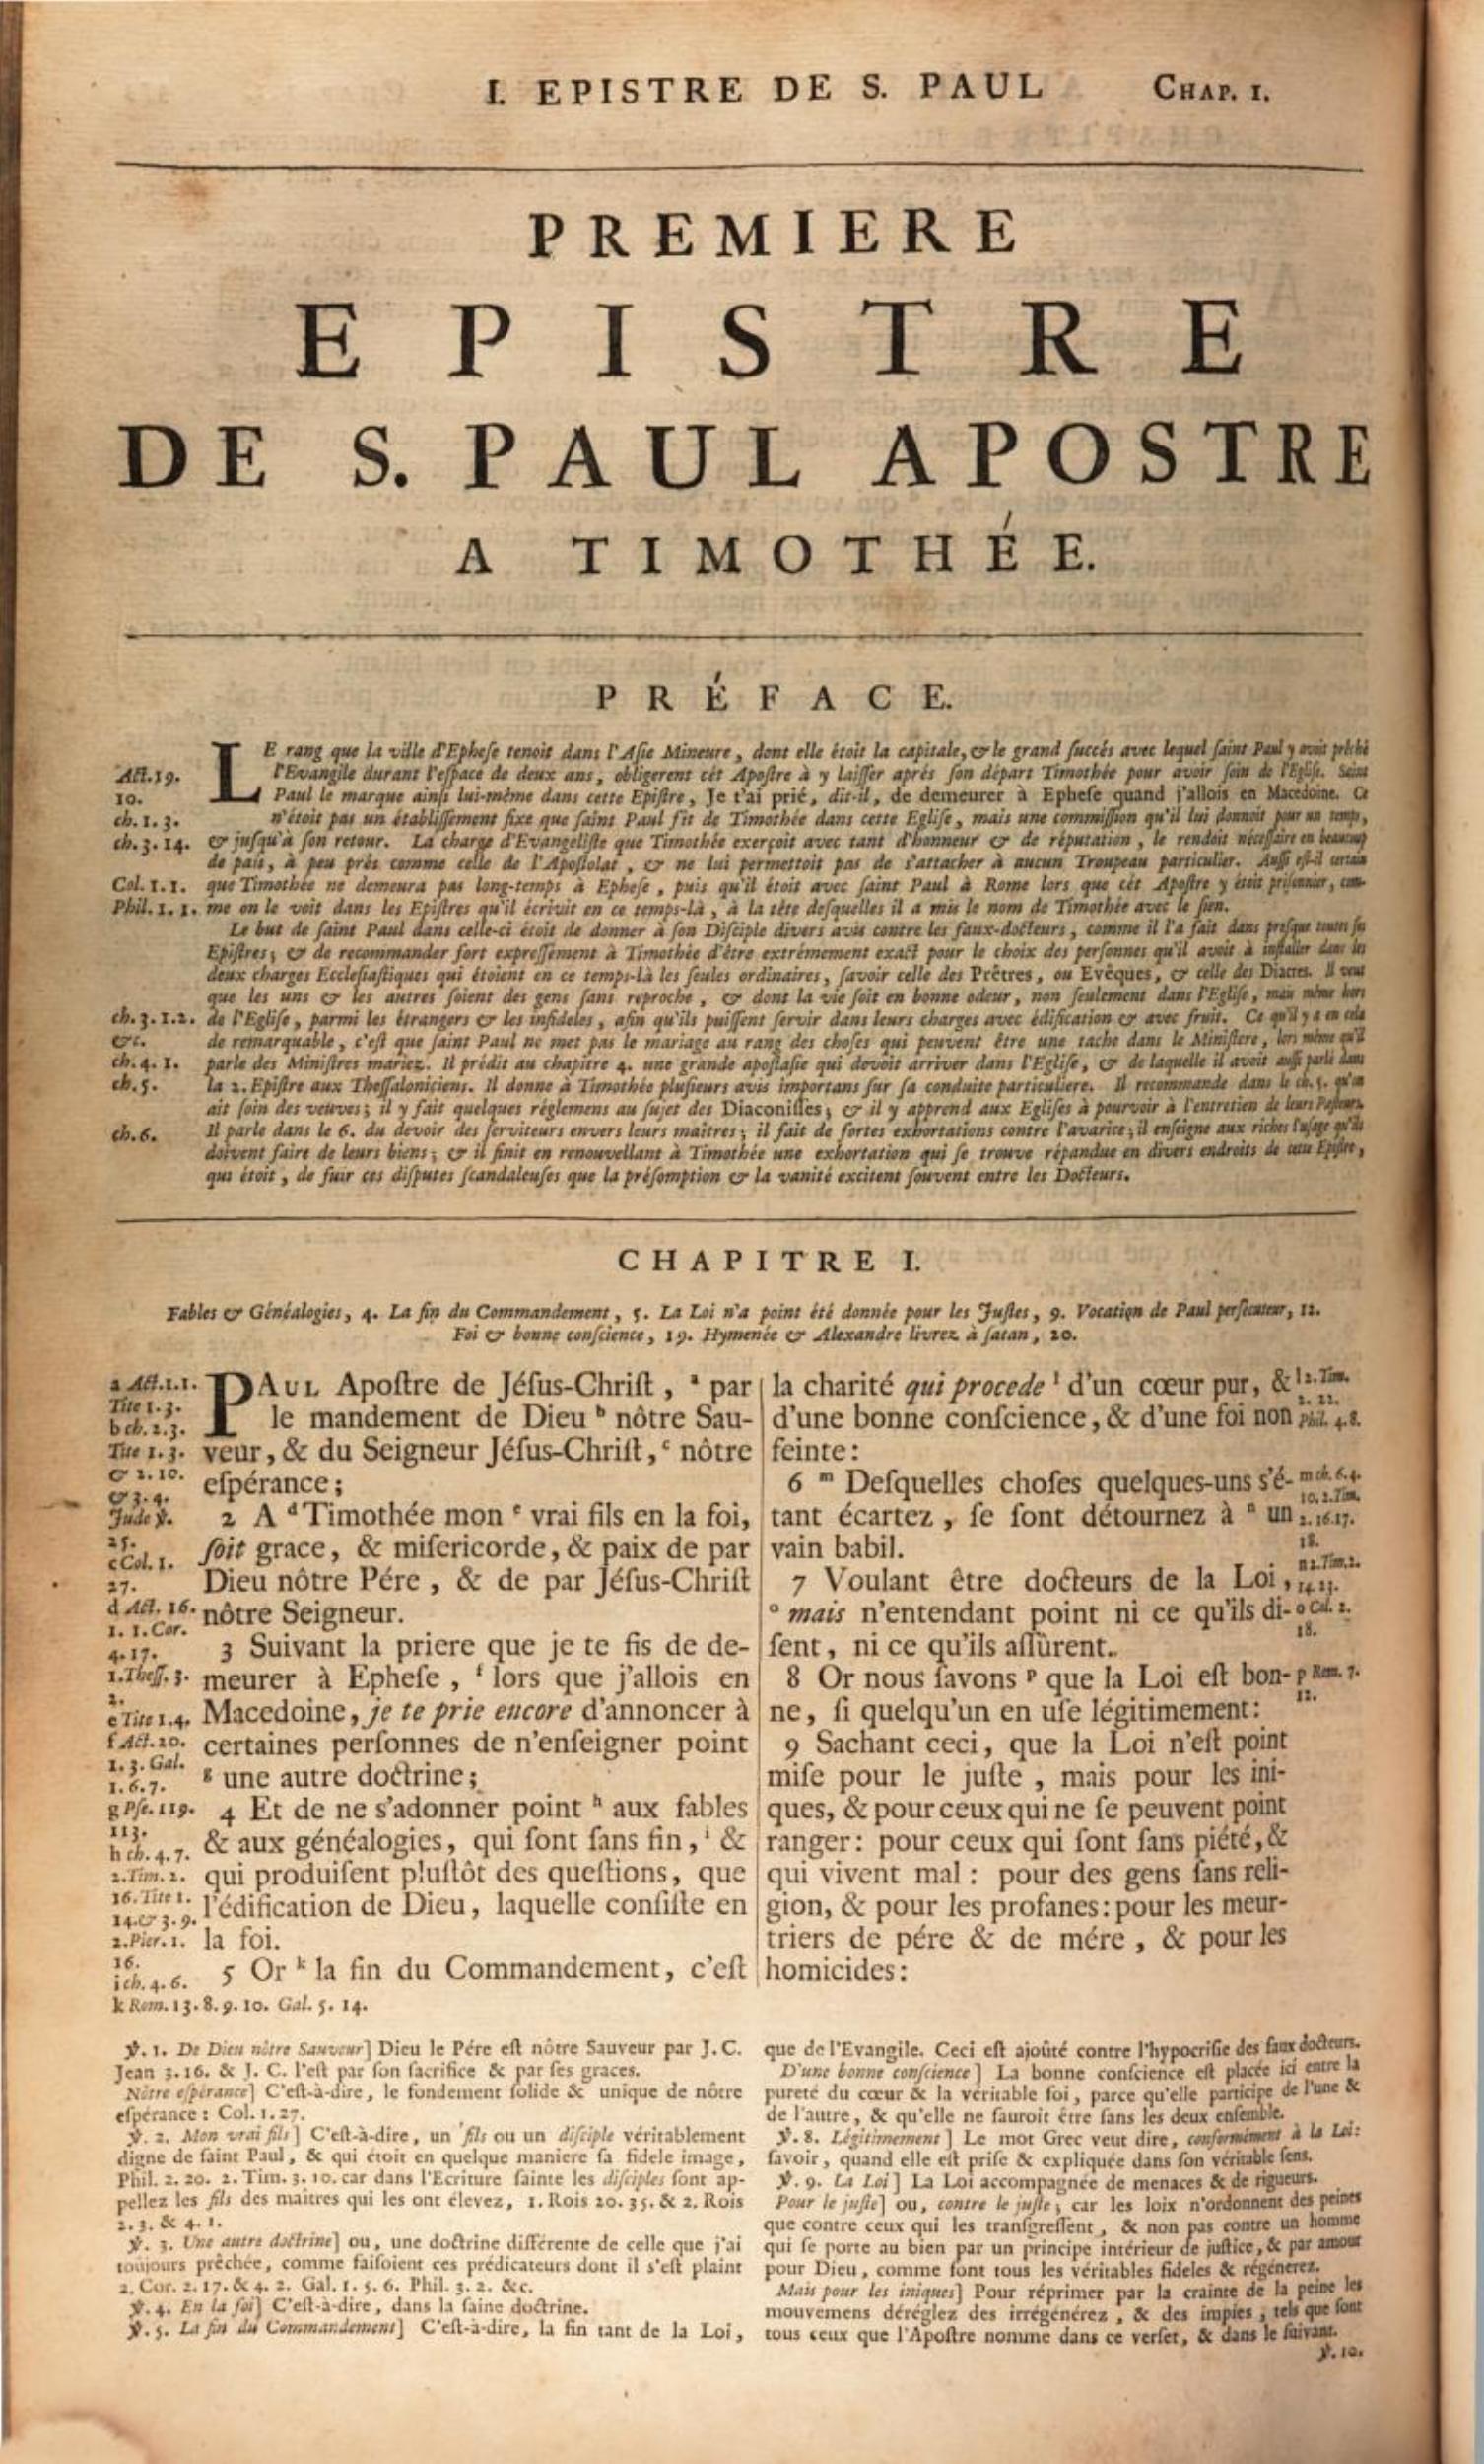 I. EPISTRE DE S. PAUL CHAP. I.
PREMIERE
EPISTRE
DE S. PAUL APOSTRE
A TIMOTHÉE.
PRÉFACE.
LE rang que la ville d'Ephese tenoit dans l'Asie Mineure, dont elle étoit la capitale, & le grand succés avec lequel saint Paul y avoit prêché
l'Evangile durant l'espace de deux ans, obligerent cét Apostre à y laisser aprés son départ Timothée pour avoir soin de l'Eglise. Saint
Paul le marque ainsi lui-même dans cette Epistre, Je t'ai prié, dit-il, de demeurer à Ephese quand j'allois en Macedoine. Ce
n'étoit pas un établissement fixe que saint Paul fit de Timothée dans cette Eglise, mais une commission qu'il lui donnoit pour un temps,
& jusqu'à son retour. La charge d'Evangeliste que Timothée exerçoit avec tant d'honneur & de réputation, le rendoit nécessaire en beaucoup
de païs, à peu prés comme celle de l'Apostolat, & ne lui permettoit pas de s'attacher à aucun Troupeau particulier. Aussi est-il certain
que Timothée ne demeura pas long-temps à Ephese, puis qu'il étoit avec saint Paul à Rome lors que cét Apostre y étoit prisonnier, com-
me on le voit dans les Epistres qu'il écrivit en ce temps-là, à la tête desquelles il a mis le nom de Timothée avec le sien.
Le but de saint Paul dans celle-ci étoit de donner à son Disciple divers avis contre les faux-docteurs, comme il l'a fait dans presque toutes ses
Epistres; & de recommander fort expressément à Timothée d'être extrémement exact pour le choix des personnes qu'il avoit à installer dans les
deux charges Ecclesiastiques qui étoient en ce temps-là les seules ordinaires, savoir celle des Prêtres, ou Evêques, & celle des Diacres. Il veut
que les uns & les autres soient des gens sans reproche, & dont la vie soit en bonne odeur, non seulement dans l'Eglise, mais même hors
de l'Eglise, parmi les étrangers & les infideles, afin qu'ils puissent servir dans leurs charges avec édification & avec fruit. Ce qu'il y a en cela
de remarquable, c'est que saint Paul ne met pas le mariage au rang des choses qui peuvent être une tache dans le Ministère, lors même qu'il
parle des Ministres mariez. Il prédit au chapitre 4. une grande apostasie qui devoit arriver dans l'Eglise, & de laquelle il avoit aussi parlé dans
la 2. Epistre aux Thessaloniciens. Il donne à Timothée plusieurs avis importans sur sa conduite particuliere. Il recommande dans le ch. 5. qu'on
ait soin des veuves; il y fait quelques réglemens au sujet des Diaconisses; & il y apprend aux Eglises à pourvoir à l'entretien de leurs Pasteurs.
Il parle dans le 6. du devoir des serviteurs envers leurs maîtres; il fait de fortes exhortations contre l'avarice; il enseigne aux riches l'usage qu'ils
doivent faire de leurs biens; & il finit en renouvellant à Timothée une exhortation qui se trouve répandue en divers endroits de cette Epistre,
qui étoit, de fuir ces disputes scandaleuses que la présomption & la vanité excitent souvent entre les Docteurs.
Act. 19.
10.
ch. 1. 3.
ch. 3. 14.
Col. 1. 1.
Phil. 1. 1.
ch. 3. 1. 2.
&c.
ch. 4. 1.
ch. 5.
ch. 6.
CHAPITRE I.
Fables & Généalogies, 4. La fin du Commandement, 5. La Loi n'a point été donnée pour les Justes, 9. Vocation de Paul persécuteur, 12.
Foi & bonne conscience, 19. Hymenée & Alexandre livrez à satan, 20.
PAUL Apostre de Jésus-Christ, a par
le mandement de Dieu b nôtre Sau-
veur, & du Seigneur Jésus-Christ, c nôtre
espérance;
2 A d Timothée mon e vrai fils en la foi,
soit grace, & misericorde, & paix de par
Dieu nôtre Pére, & de par Jésus-Christ
nôtre Seigneur.
3 Suivant la priere que je te fis de de-
meurer à Ephese, f lors que j'allois en
Macedoine, je te prie encore d'annoncer à
certaines personnes de n'enseigner point
g une autre doctrine;
4 Et de ne s'adonner point h aux fables
& aux généalogies, qui sont sans fin, i &
qui produisent plustôt des questions, que
l'édification de Dieu, laquelle consiste en
la foi.
5 Or k la fin du Commandement, c'est
a Act. 1. 1.
Tite 1. 3.
b ch. 2. 3.
Tite 1. 3.
& 2. 10.
& 3. 4.
Jude ℣.
25.
c Col. 1.
27.
d Act. 16.
1. 1. Cor.
4. 17.
1. Thess. 3.
2.
e Tite 1. 4.
f Act. 20.
1. 3. Gal.
1. 6. 7.
g Pse. 119.
113.
h ch. 4. 7.
2. Tim. 2.
16. Tite 1.
14. & 3. 9.
2. Pier. 1.
16.
i ch. 4. 6.
k Rom. 13. 8. 9. 10. Gal. 5. 14.
la charité qui procede l d'un cœur pur, &
d'une bonne conscience, & d'une foi non
feinte:
6 m Desquelles choses quelques-uns s'é-
tant écartez, se sont détournez à n un
vain babil.
7 Voulant être docteurs de la Loi,
o mais n'entendant point ni ce qu'ils di-
sent, ni ce qu'ils assûrent.
8 Or nous savons p que la Loi est bon-
ne, si quelqu'un en use légitimement:
9 Sachant ceci, que la Loi n'est point
mise pour le juste, mais pour les ini-
ques, & pour ceux qui ne se peuvent point
ranger: pour ceux qui sont sans piété, &
qui vivent mal: pour des gens sans reli-
gion, & pour les profanes: pour les meur-
triers de pére & de mére, & pour les
homicides:
l 2. Tim.
2. 22.
Phil. 4. 8.
m ch. 6. 4.
10. 2. Tim.
2. 16. 17.
18.
n 2. Tim. 2.
14. 23.
o Col. 2.
18.
p Rom. 7.
12.
℣. 1. De Dieu nôtre Sauveur] Dieu le Pére est nôtre Sauveur par J. C.
Jean 3. 16. & J. C. l'est par son sacrifice & par ses graces.
Nôtre espérance] C'est-à-dire, le fondement solide & unique de nôtre
espérance: Col. 1. 27.
℣. 2. Mon vrai fils] C'est-à-dire, un fils ou un disciple véritablement
digne de saint Paul, & qui étoit en quelque maniere sa fidele image,
Phil. 2. 20. 2. Tim. 3. 10. car dans l'Ecriture sainte les disciples sont ap-
pellez les fils des maitres qui les ont élevez, 1. Rois 20. 35. & 2. Rois
2. 3. & 4. 1.
℣. 3. Une autre doctrine] ou, une doctrine différente de celle que j'ai
toûjours prêchée, comme faisoient ces prédicateurs dont il s'est plaint
2. Cor. 2. 17. & 4. 2. Gal. 1. 5. 6. Phil. 3. 2. &c.
℣. 4. En la foi] C'est-à-dire, dans la saine doctrine.
℣. 5. La fin du Commandement] C'est-à-dire, la fin tant de la Loi,
que de l'Evangile. Ceci est ajoûté contre l'hypocrisie des faux docteurs.
D'une bonne conscience] La bonne conscience est placée ici entre la
pureté du cœur & la véritable foi, parce qu'elle participe de l'une &
de l'autre, & qu'elle ne sauroit être sans les deux ensemble.
℣. 8. Légitimement] Le mot Grec veut dire, conformément à la Loi:
savoir, quand elle est prise & expliquée dans son véritable sens.
℣. 9. La Loi] La Loi accompagnée de menaces & de rigueurs.
Pour le juste] ou, contre le juste; car les loix n'ordonnent des peines
que contre ceux qui les transgressent, & non pas contre un homme
qui se porte au bien par un principe intérieur de justice, & par amour
pour Dieu, comme font tous les véritables fideles & régénerez.
Mais pour les iniques] Pour réprimer par la crainte de la peine les
mouvemens déréglez des irrégénérez, & des impies, tels que sont
tous ceux que l'Apostre nomme dans ce verset, & dans le suivant.
℣. 10.